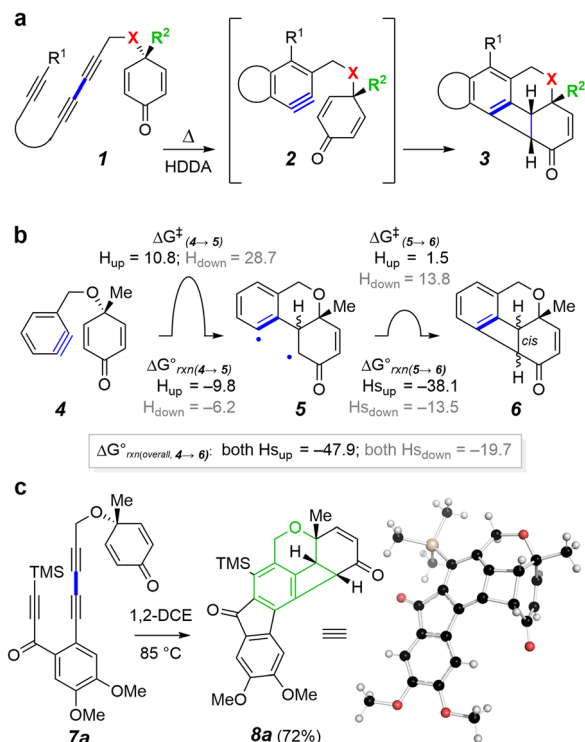 a
R1
X
R2
O
1
Δ
HDDA
R1
X
R2
O
2
R1
X
R2
H
H
O
3
b
ΔG‡(4→ 5)
Hup = 10.8; Hdown = 28.7
ΔG‡(5→ 6)
Hup = 1.5
Hdown = 13.8
O
Me
O
4
ΔG°rxn(4→ 5)
Hup = –9.8
Hdown = –6.2
O
H
Me
O
5
ΔG°rxn(5→ 6)
Hsup = –38.1
Hsdown = –13.5
O
H
Me
cis
H
O
6
ΔG°rxn(overall, 4→ 6): both Hsup = –47.9; both Hsdown = –19.7
c
O
Me
TMS
O
O
OMe
OMe
7a
1,2-DCE
85 °C
O
Me
TMS
H
H
O
O
MeO
OMe
8a (72%)